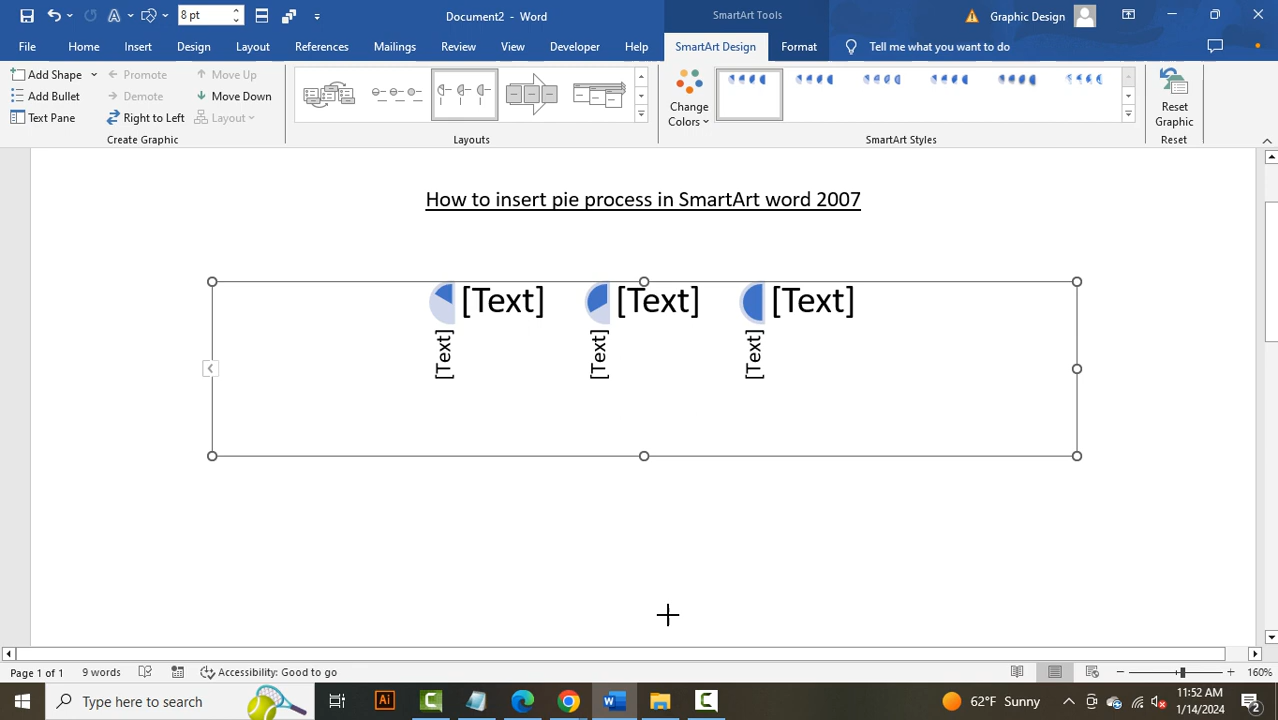 8 pt
Document2 - Word
SmartArt Tools
Graphic Design
File
Home
Insert
Design
Layout
References
Mailings
Review
View
Developer
Help
SmartArt Design
Format
Tell me what you want to do
Add Shape
Promote
Move Up
Add Bullet
Demote
Move Down
Text Pane
Right to Left
Layout
Create Graphic
Layouts
Change
Colors
SmartArt Styles
Reset
Graphic
Reset
How to insert pie process in SmartArt word 2007
[Text] [Text] [Text]
[Text] [Text] [Text]
Page 1 of 1
9 words
Accessibility: Good to go
160%
Type here to search
Ai
62°F Sunny
11:52 AM
1/14/2024
2